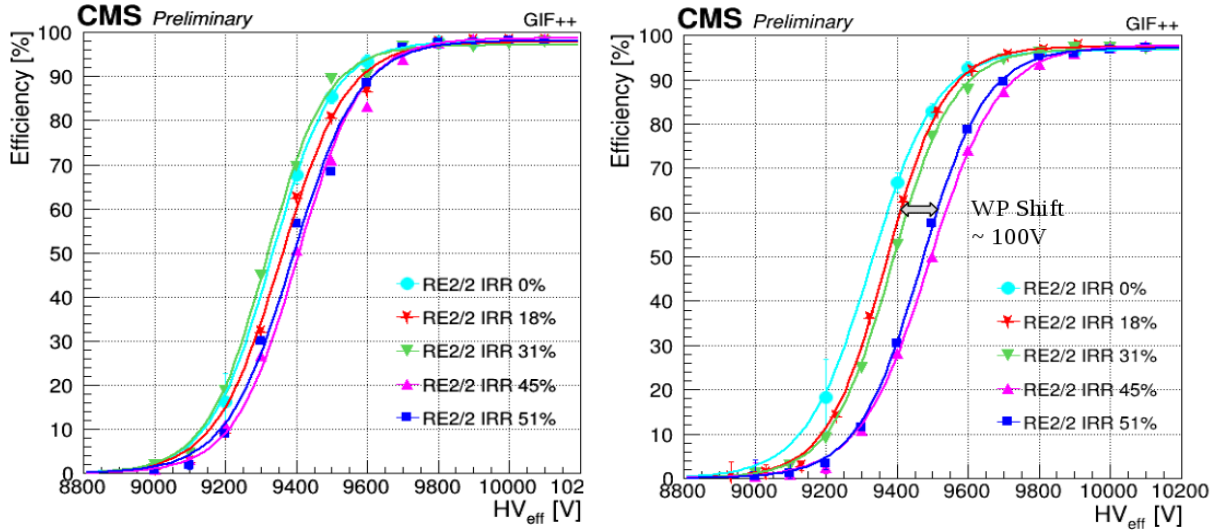 CMS Preliminary GIF++
Efficiency [%]
100
90
80
70
60
50
40
30
20
10
0
RE2/2 IRR 0%
RE2/2 IRR 18%
RE2/2 IRR 31%
RE2/2 IRR 45%
RE2/2 IRR 51%
8800 9000 9200 9400 9600 9800 10000 102
HVeff [V]
CMS Preliminary GIF++
Efficiency [%]
100
90
80
70
60
50
40
30
20
10
0
WP Shift
~ 100V
RE2/2 IRR 0%
RE2/2 IRR 18%
RE2/2 IRR 31%
RE2/2 IRR 45%
RE2/2 IRR 51%
8800 9000 9200 9400 9600 9800 10000 10200
HVeff [V]